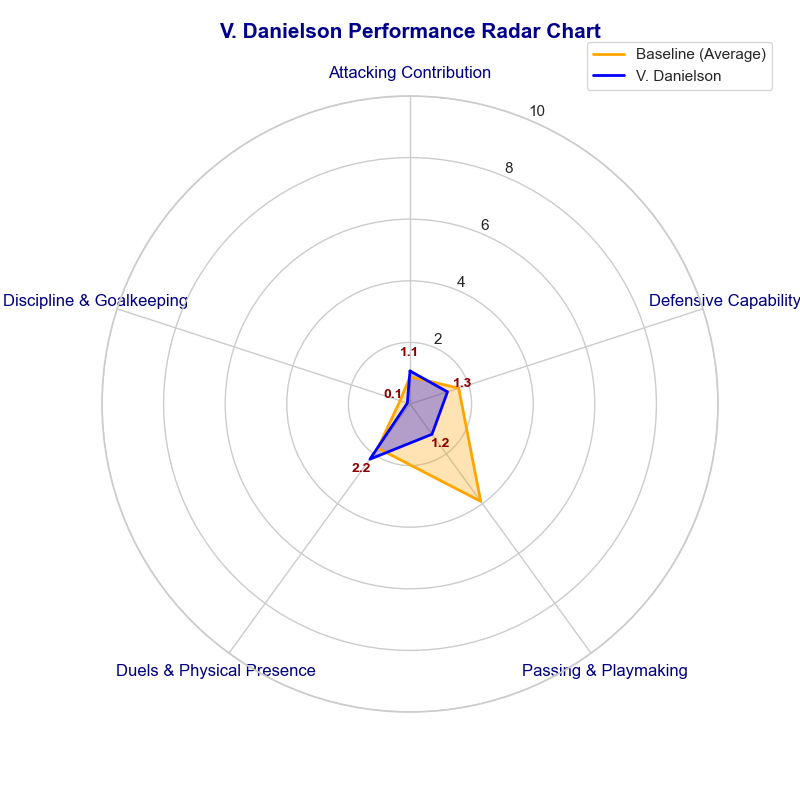 V. Danielson Performance Radar Chart
Baseline (Average)
V. Danielson
Attacking Contribution
10
8
6
4
2
Discipline & Goalkeeping
Defensive Capability
1.1
1.3
0.1
1.2
2.2
Duels & Physical Presence
Passing & Playmaking